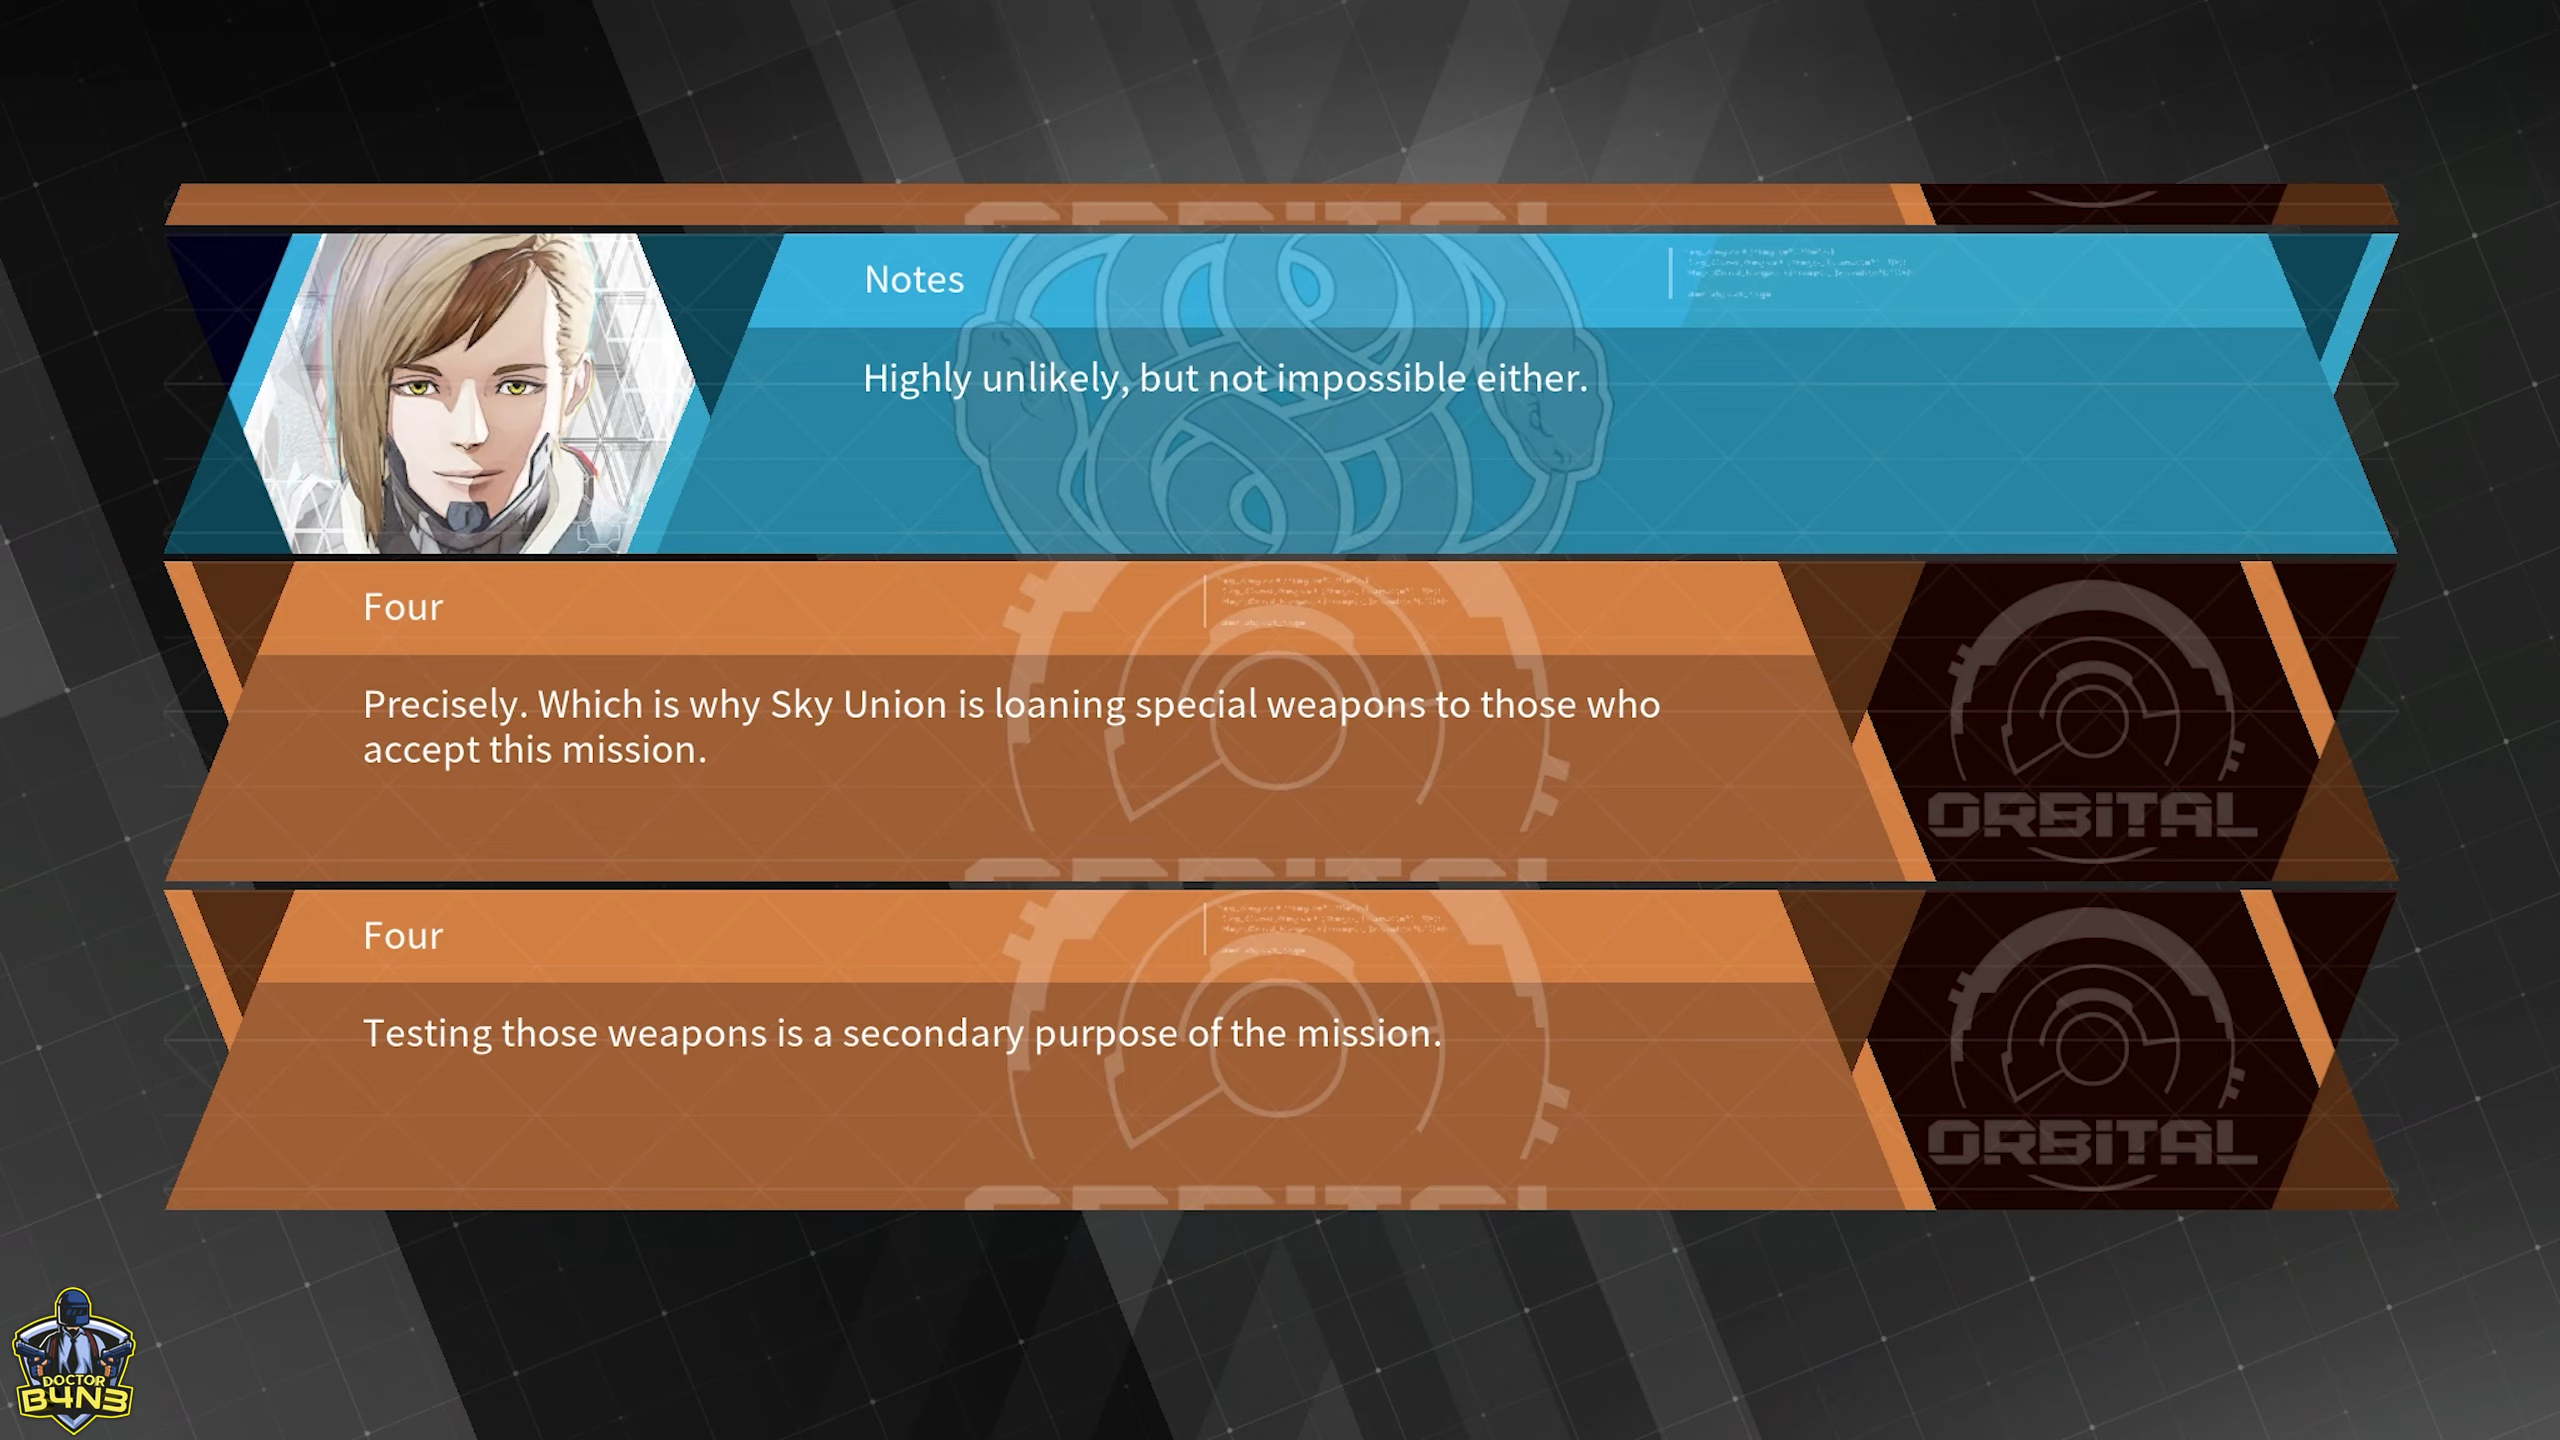 Notes
Highly unlikely, but not impossible either.
Four
Precisely. Which is why Sky Union is loaning special weapons to those who
accept this mission.
ORBITAL
Four
Testing those weapons is a secondary purpose of the mission.
ORBITAL
DOCTOR
B4N3